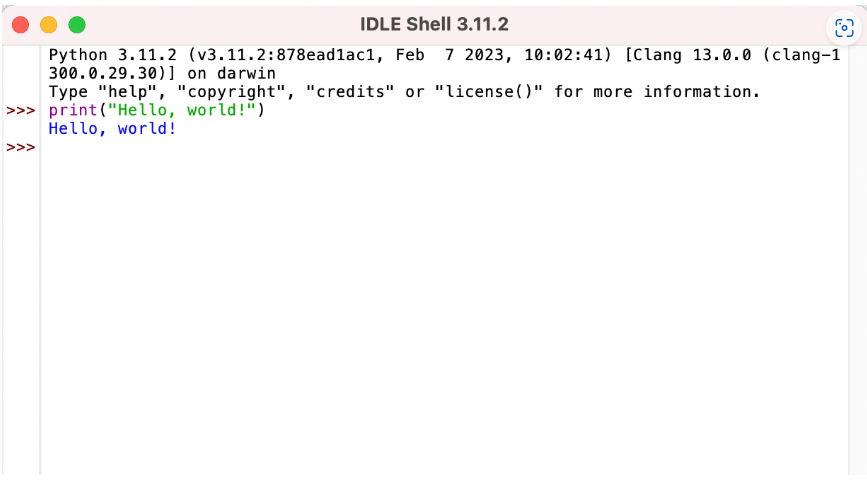 IDLE Shell 3.11.2
Python 3.11.2 (v3.11.2:878ead1ac1, Feb  7 2023, 10:02:41) [Clang 13.0.0 (clang-1
300.0.29.30)] on darwin
Type "help", "copyright", "credits" or "license()" for more information.
>>> print("Hello, world!")
Hello, world!
>>>